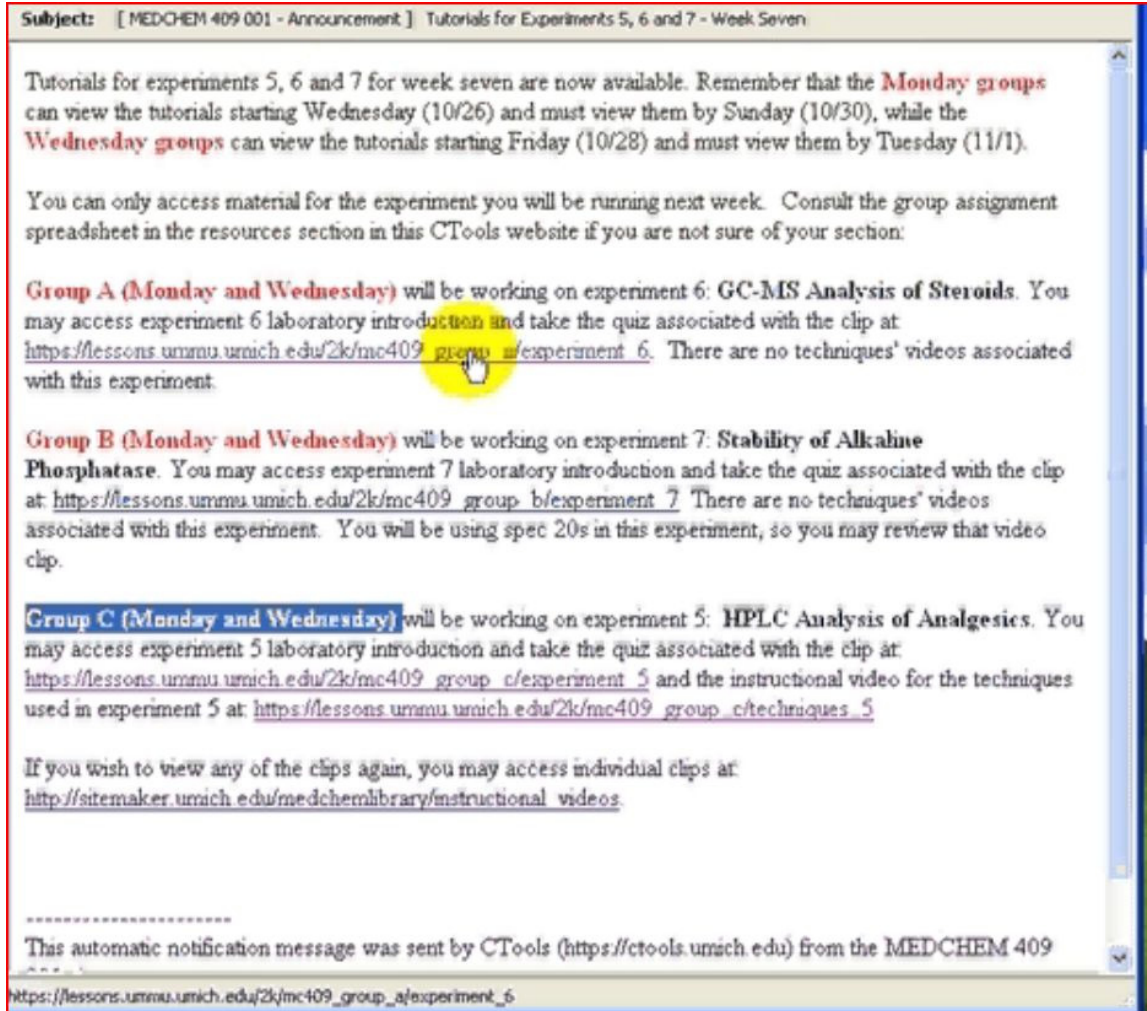 Subject: [ MEDCHEM 409 001 - Announcement ] Tutorials for Experiments 5, 6 and 7 - Week Seven
Tutorials for experiments 5, 6 and 7 for week seven are now available. Remember that the Monday groups
can view the tutorials starting Wednesday (10/26) and must view them by Sunday (10/30), while the
Wednesday groups can view the tutorials starting Friday (10/28) and must view them by Tuesday (11/1).
You can only access material for the experiment you will be running next week. Consult the group assignment
spreadsheet in the resources section in this CTools website if you are not sure of your section:
Group A (Monday and Wednesday) will be working on experiment 6: GC-MS Analysis of Steroids. You
may access experiment 6 laboratory introduction and take the quiz associated with the clip at:
https://lessons.ummu.umich.edu/2k/mc409_group_a/experiment_6. There are no techniques' videos associated
with this experiment.
Group B (Monday and Wednesday) will be working on experiment 7: Stability of Alkaline
Phosphatase. You may access experiment 7 laboratory introduction and take the quiz associated with the clip
at: https://lessons.ummu.umich.edu/2k/mc409_group_b/experiment_7 There are no techniques' videos
associated with this experiment. You will be using spec 20s in this experiment, so you may review that video
clip.
Group C (Monday and Wednesday) will be working on experiment 5: HPLC Analysis of Analgesics. You
may access experiment 5 laboratory introduction and take the quiz associated with the clip at:
https://lessons.ummu.umich.edu/2k/mc409_group_c/experiment_5 and the instructional video for the techniques
used in experiment 5 at: https://lessons.ummu.umich.edu/2k/mc409_group_c/techniques_5
If you wish to view any of the clips again, you may access individual clips at:
http://sitemaker.umich.edu/medchemlibrary/instructional_videos.
----------------------
This automatic notification message was sent by CTools (https://ctools.umich.edu) from the MEDCHEM 409
https://lessons.ummu.umich.edu/2k/mc409_group_a/experiment_6